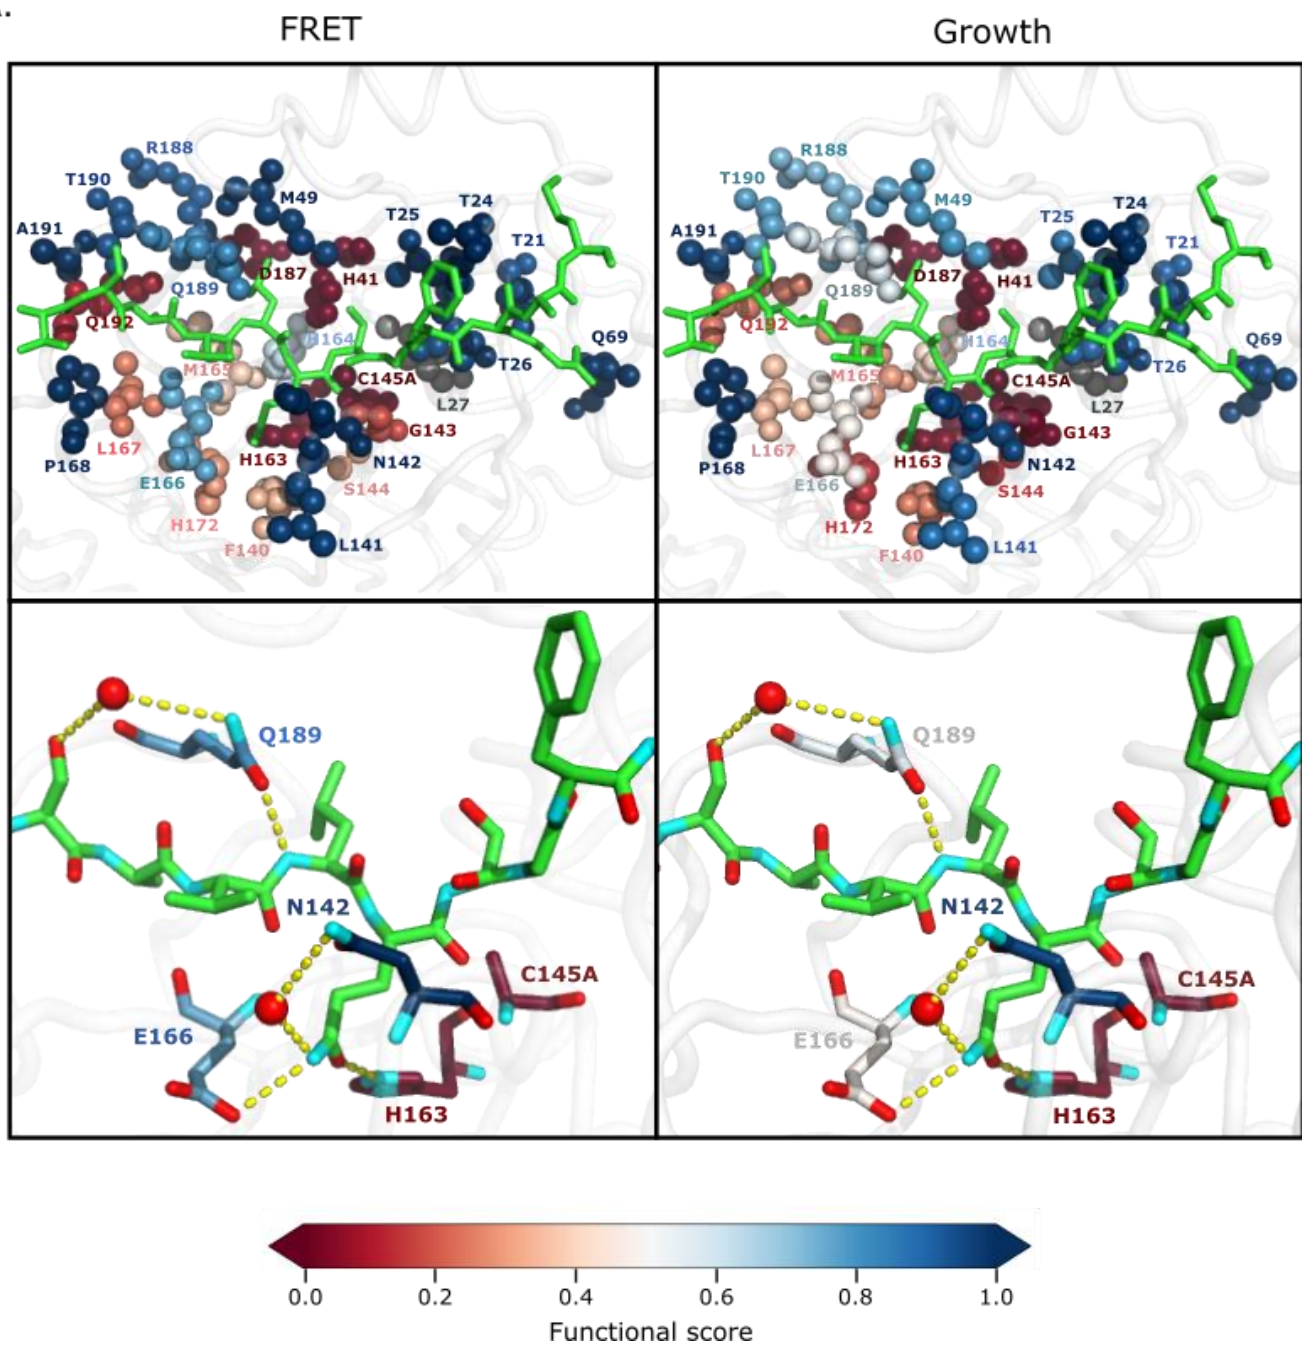 FRET
Growth
R188
T190
M49
A191
T25
T24
T21
D187
H41
Q189
Q192
H164
Q69
M165
T26
C145A
L27
L167
G143
P168
H163
N142
E166
S144
H172
F140
L141
R188
T190
M49
A191
T25
T24
T21
D187
H41
Q189
Q192
H164
Q69
M165
T26
C145A
L27
L167
G143
P168
H163
N142
E166
S144
H172
F140
L141
Q189
N142
C145A
E166
H163
Q189
N142
C145A
E166
H163
0.0 0.2 0.4 0.6 0.8 1.0
Functional score